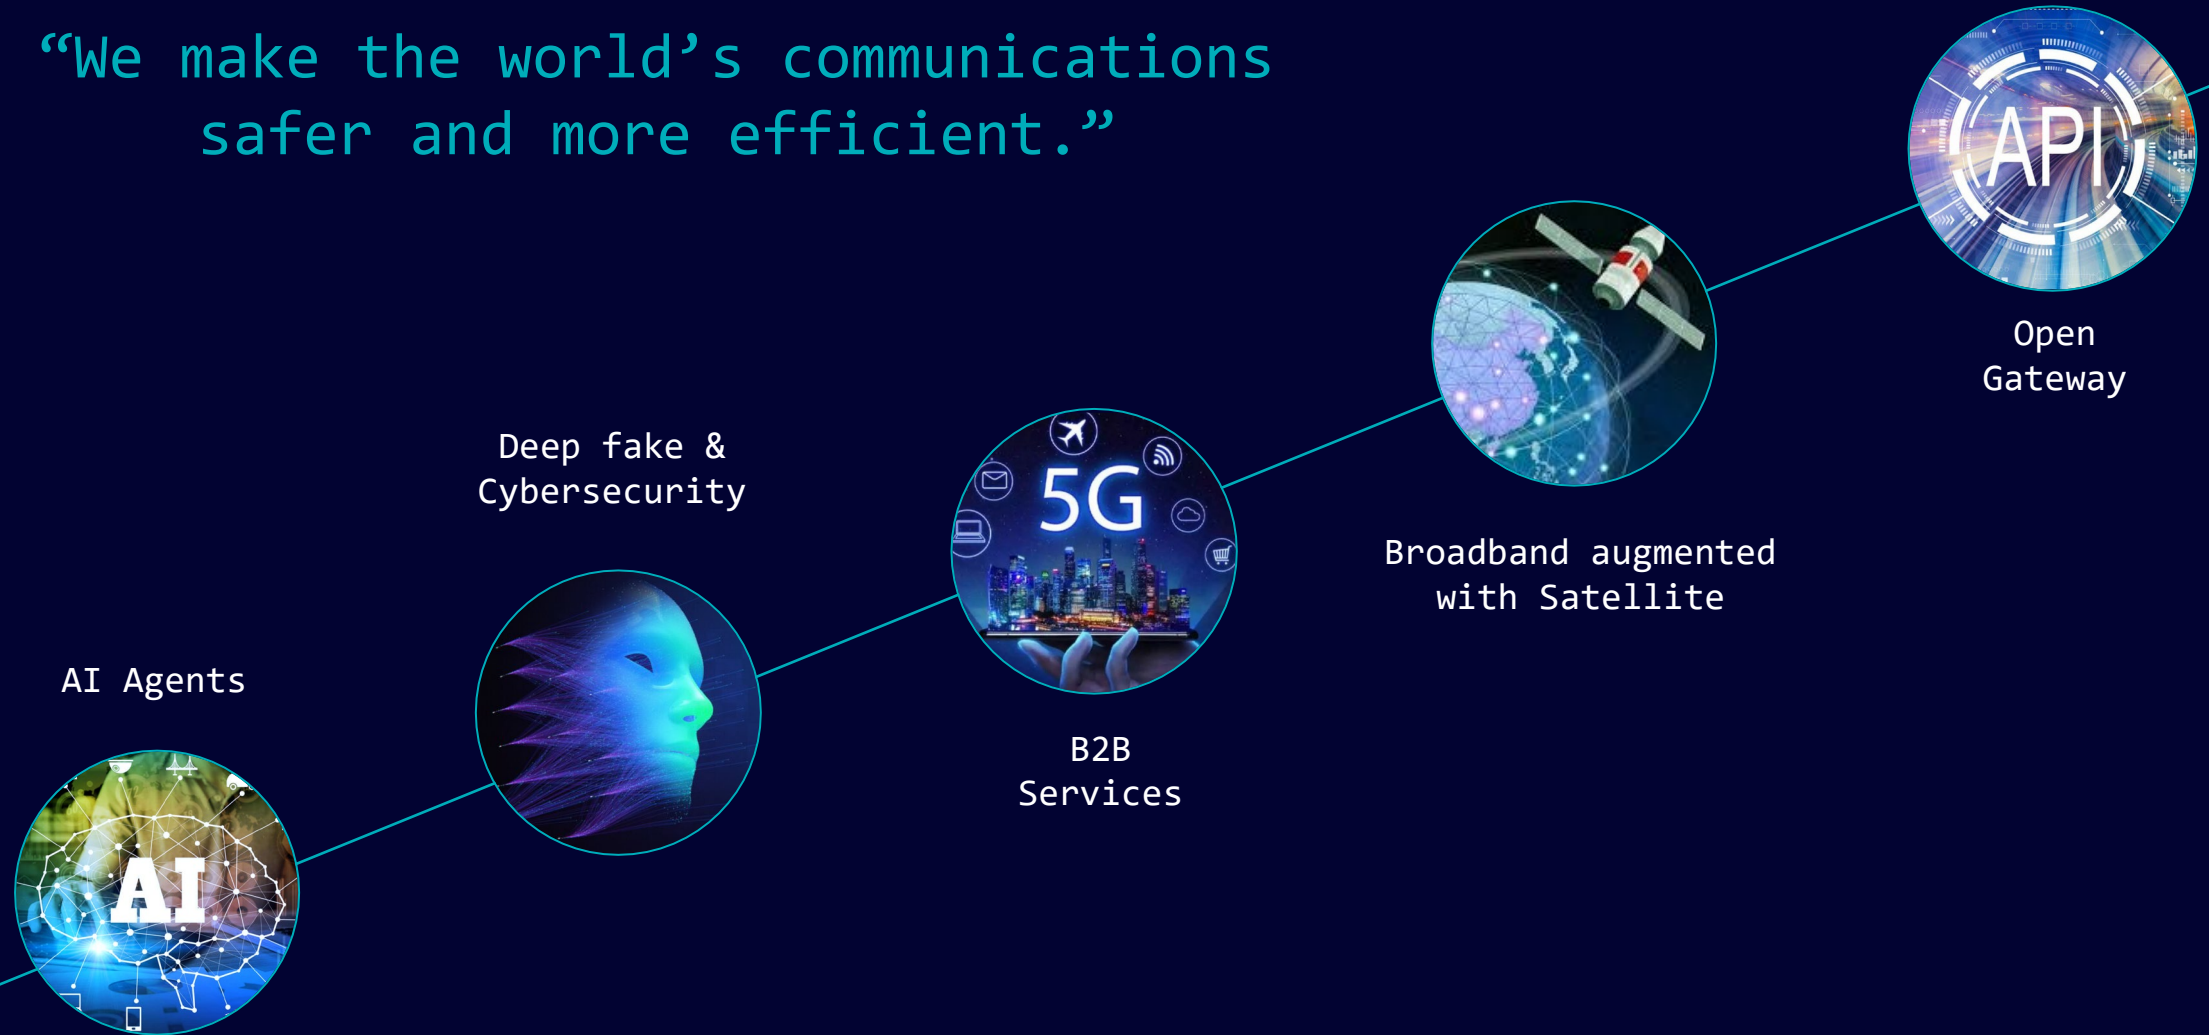 “We make the world’s communications
safer and more efficient.”
API
Open
Gateway
Deep fake &
Cybersecurity
5G
Broadband augmented
with Satellite
AI Agents
B2B
Services
AI